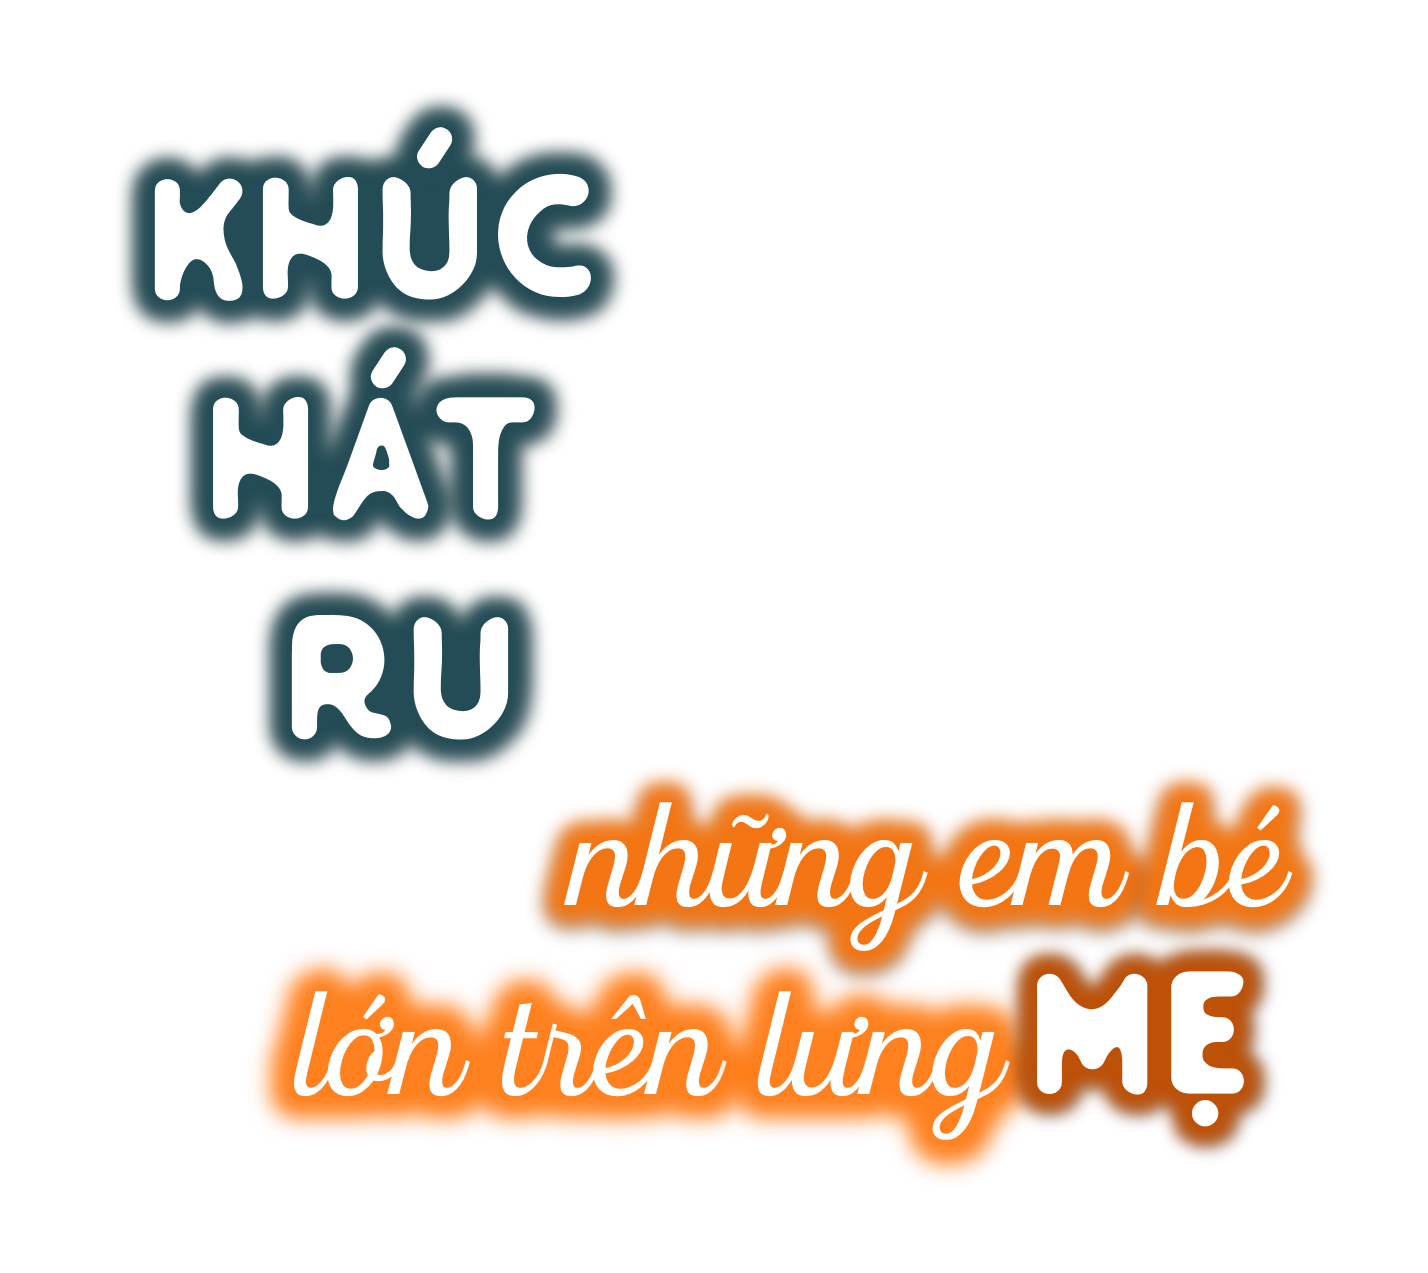 KHÚC
HÁT
RU
những em bé
lớn trên lưng MẸ